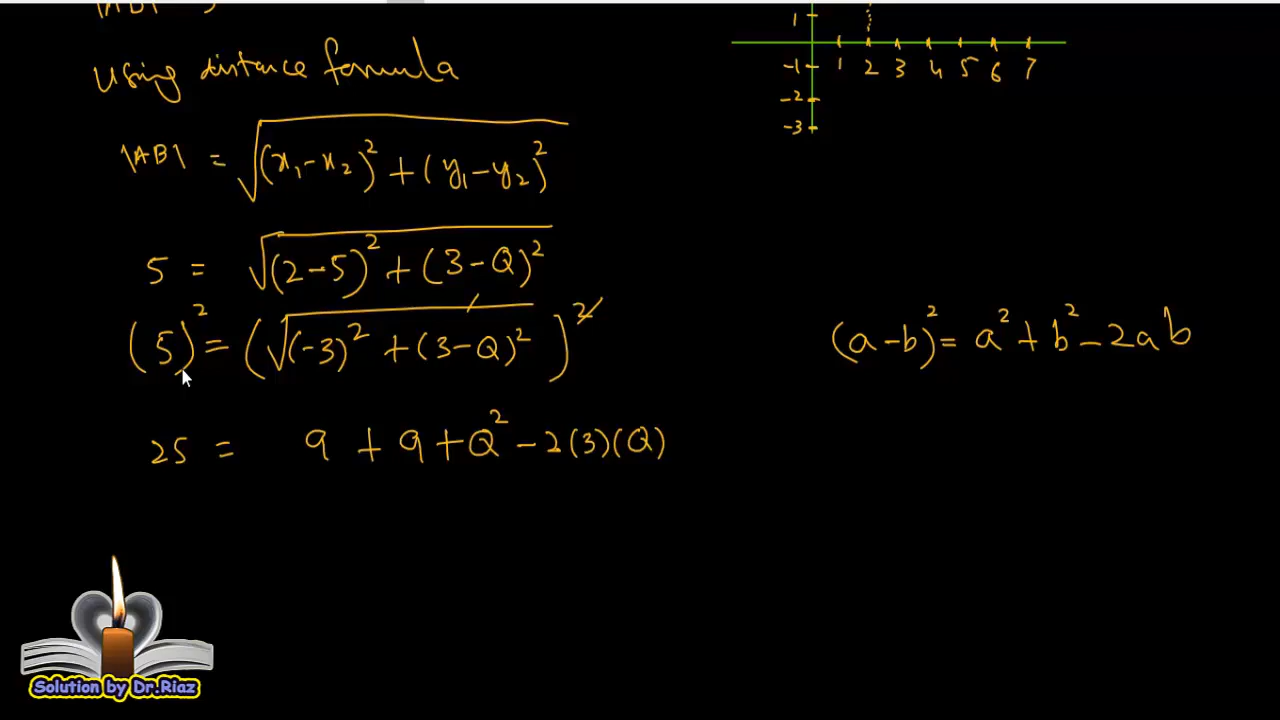 |AB| 5
1
-1 1 2 3 4 5 6 7
-2
-3
Using distance formula
|AB| = √((x₁-x₂)² + (y₁-y₂)²)
5 = √((2-5)² + (3-Q)²)
(5)² = (√((-3)² + (3-Q)²))²
(a-b)² = a² + b² - 2ab
25 = 9 + 9 + Q² - 2(3)(Q)
Solution by Dr.Riaz